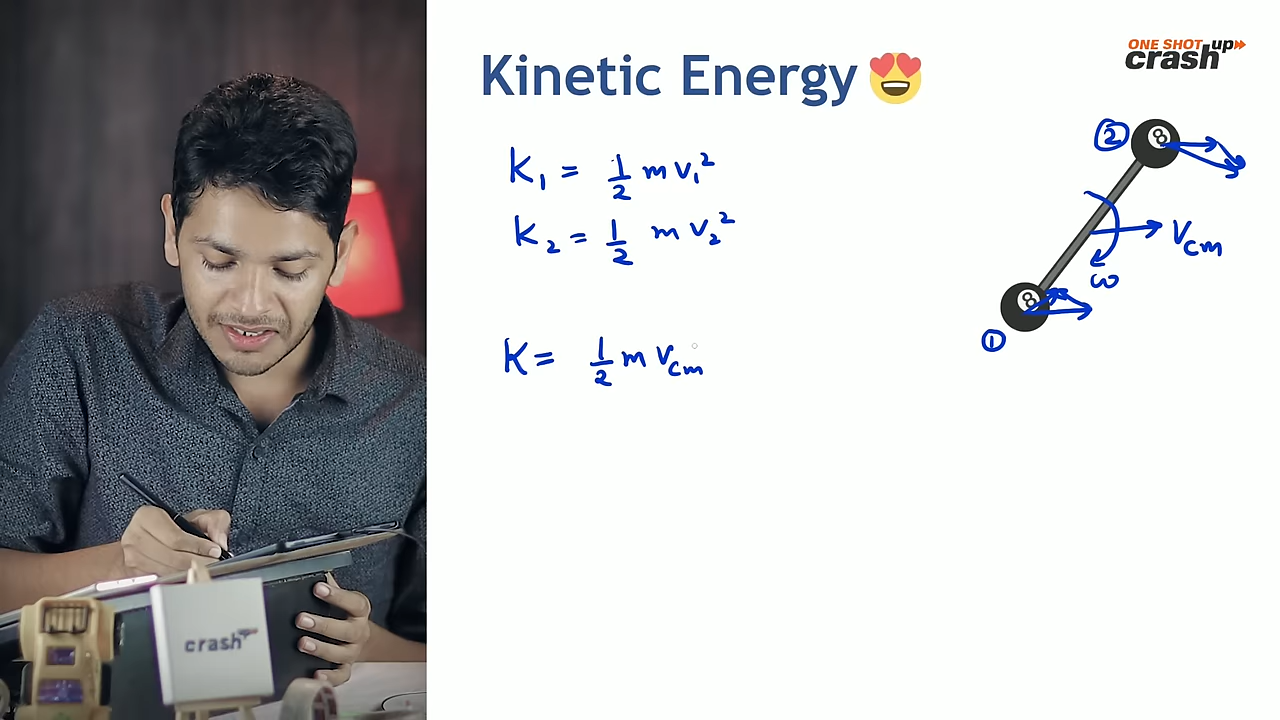 Kinetic Energy
ONE SHOT up
crash
K₁ = 1/2 m v₁²
K₂ = 1/2 m v₂²
K = 1/2 m v_cm
②
8
v_cm
ω
8
①
crash